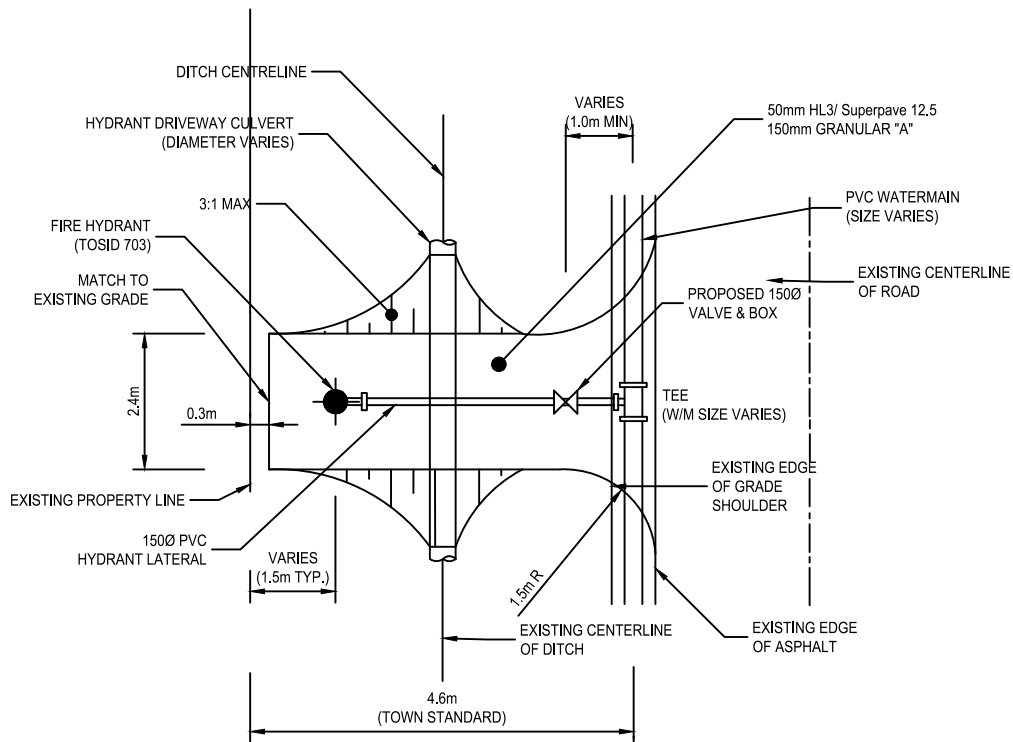 DITCH CENTRELINE
VARIES
(1.0m MIN)
50mm HL3/ Superpave 12.5
150mm GRANULAR "A"
HYDRANT DRIVEWAY CULVERT
(DIAMETER VARIES)
3:1 MAX
PVC WATERMAIN
(SIZE VARIES)
FIRE HYDRANT
(TOSID 703)
MATCH TO
EXISTING GRADE
EXISTING CENTERLINE
OF ROAD
PROPOSED 150Ø
VALVE & BOX
2.4m
0.3m
TEE
(W/M SIZE VARIES)
EXISTING PROPERTY LINE
EXISTING EDGE
OF GRADE
SHOULDER
150Ø PVC
HYDRANT LATERAL
VARIES
(1.5m TYP.)
1.5m R
EXISTING CENTERLINE
OF DITCH
EXISTING EDGE
OF ASPHALT
4.6m
(TOWN STANDARD)